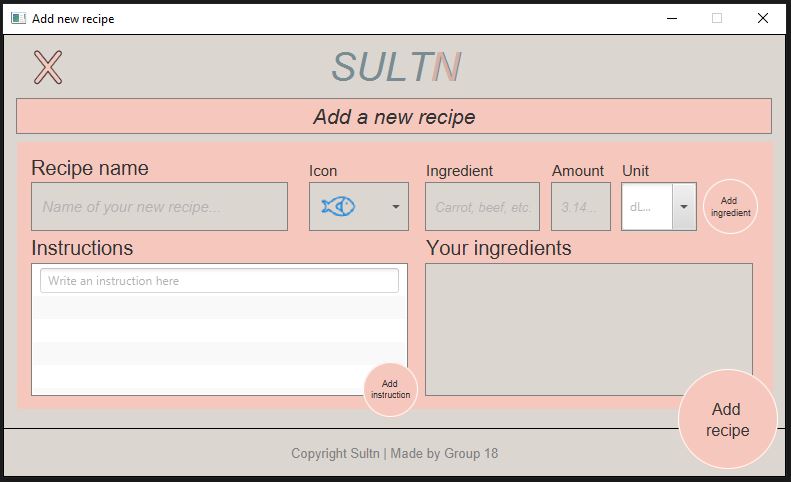 Add new recipe
SULTN
Add a new recipe
Recipe name
Icon
Ingredient
Amount
Unit
Name of your new recipe...
Carrot, beef, etc.
3.14...
dL...
Add
ingredient
Instructions
Your ingredients
Write an instruction here
Add
instruction
Add
recipe
Copyright Sultn | Made by Group 18